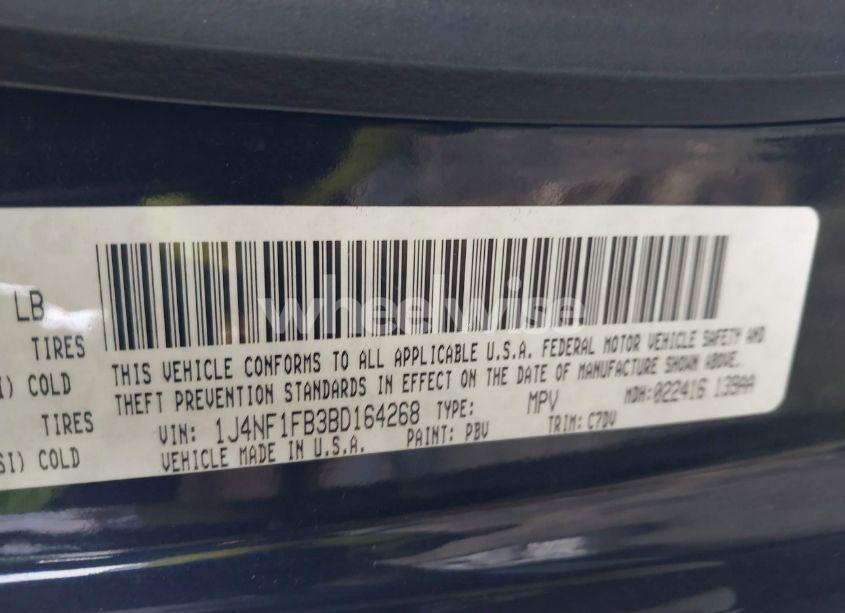 LB
TIRES
I) COLD
TIRES
SI) COLD
wheelwise
THIS VEHICLE CONFORMS TO ALL APPLICABLE U.S.A. FEDERAL MOTOR VEHICLE SAFETY AND
THEFT PREVENTION STANDARDS IN EFFECT ON THE DATE OF MANUFACTURE SHOWN ABOVE.
VIN: 1J4NF1FB3BD164268 TYPE: MPV MDH: 022416 139AA
VEHICLE MADE IN U.S.A. PAINT: PBV TRIM: C7DV